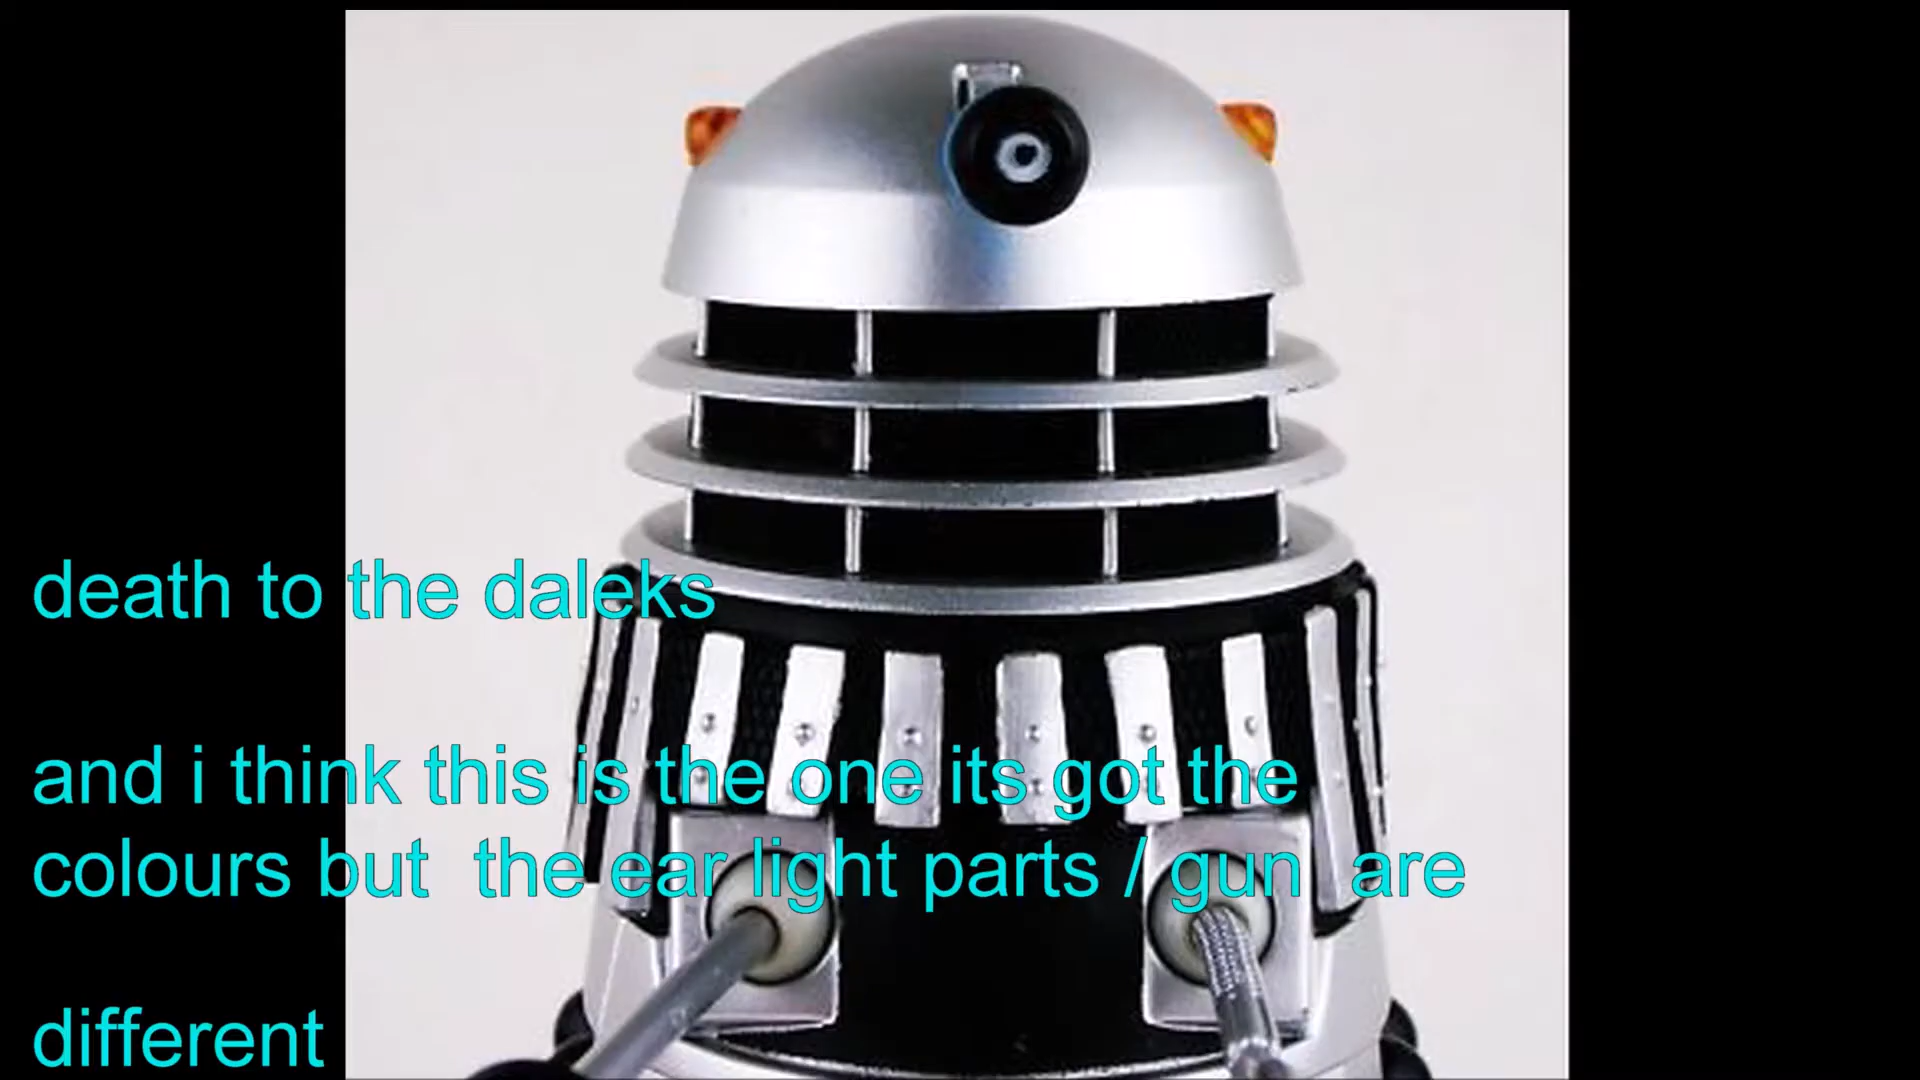 death to the daleks
and i think this is the one its got the
colours but  the ear light parts / gun  are
different